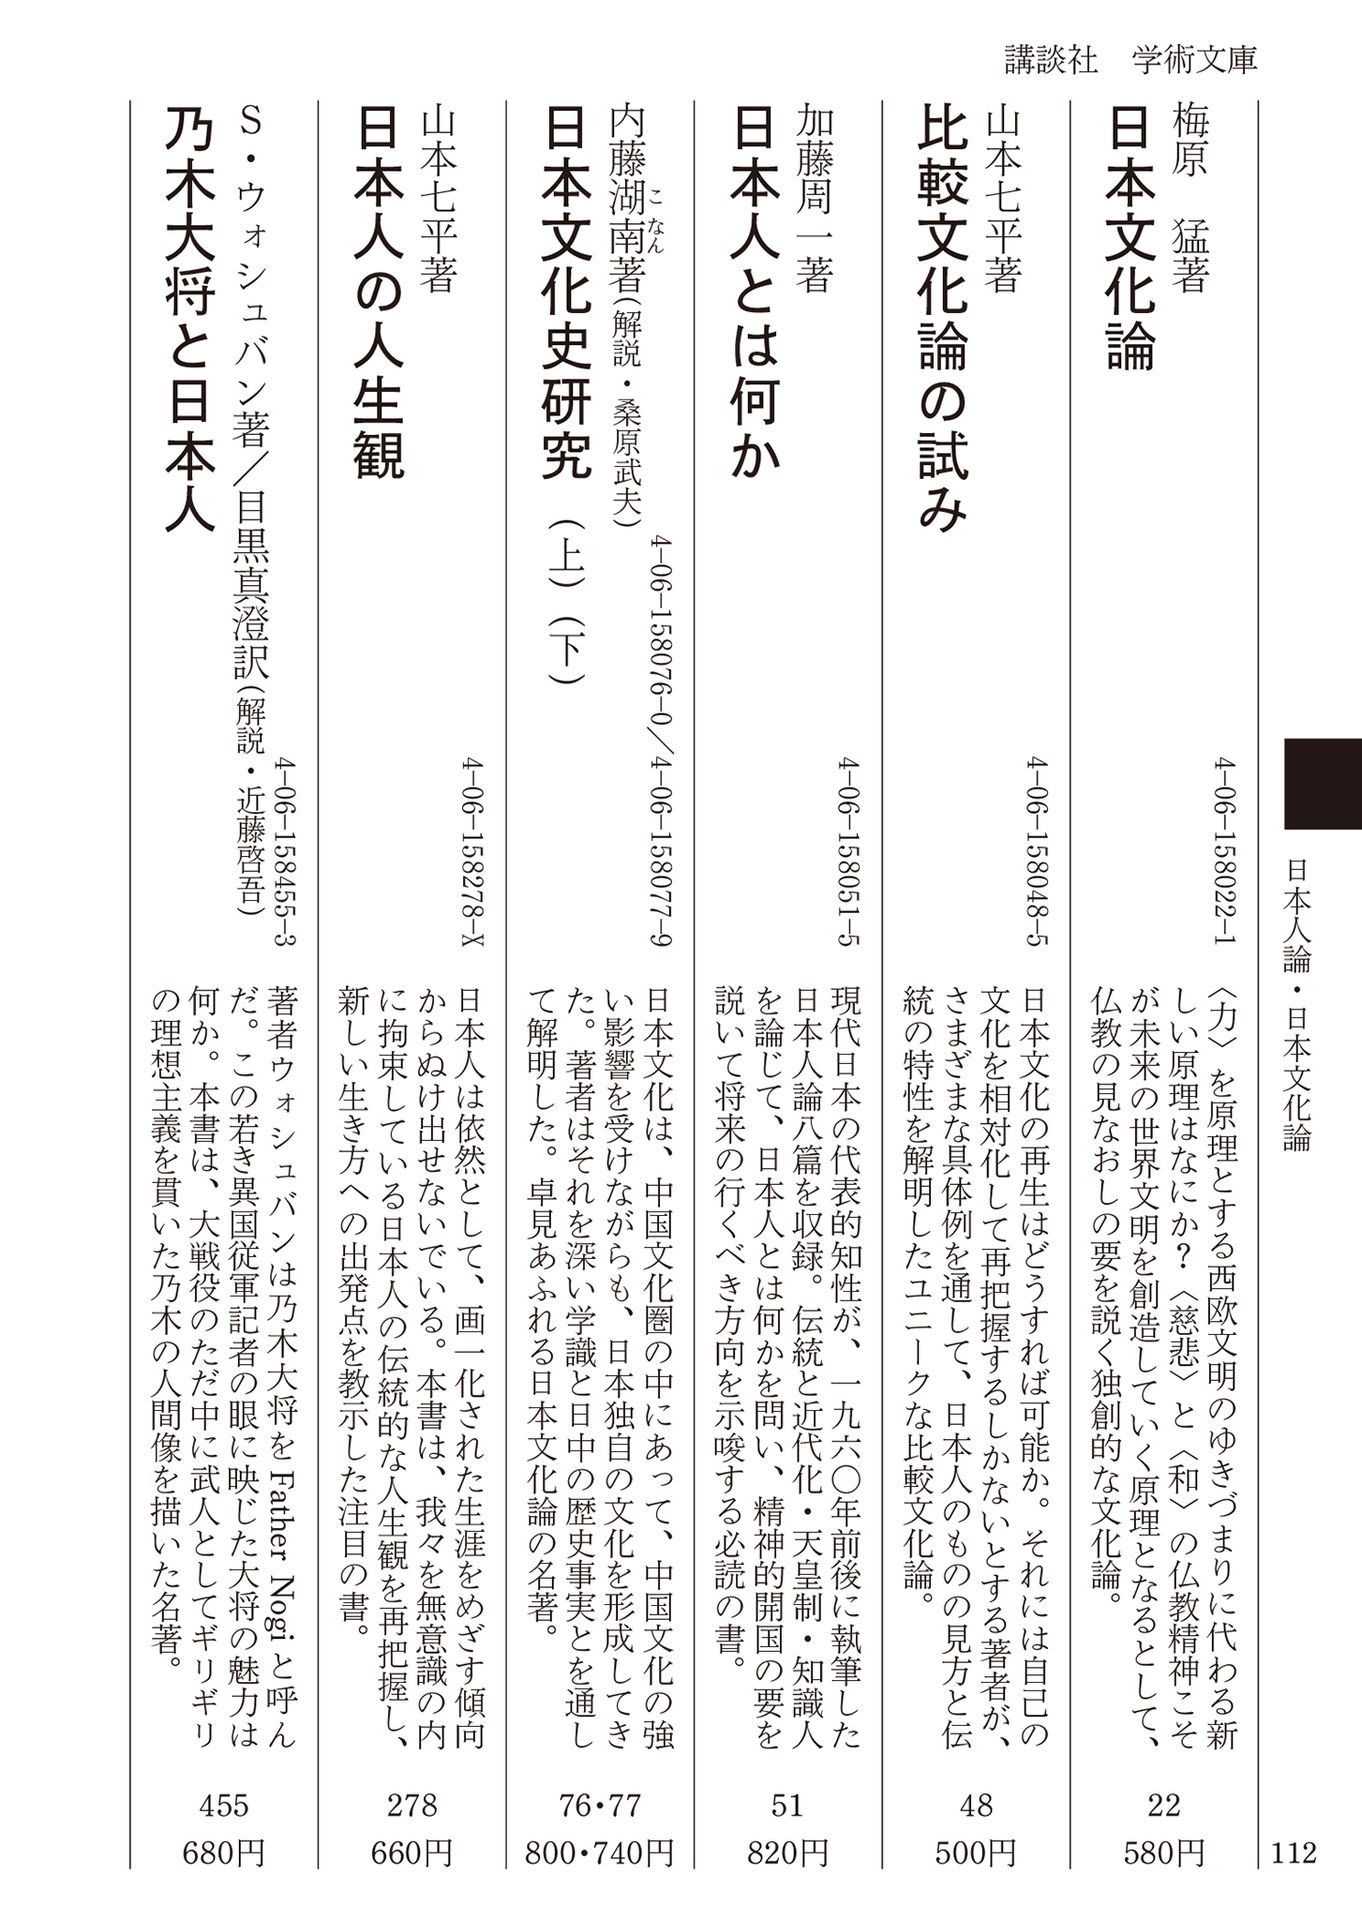 講談社　学術文庫
日本人論・日本文化論
112
梅原　猛著
日本文化論
4-06-158022-1
〈力〉を原理とする西欧文明のゆきづまりに代わる新
しい原理はなにか？〈慈悲〉と〈和〉の仏教精神こそ
が未来の世界文明を創造していく原理となるとして、
仏教の見なおしの要を説く独創的な文化論。
22
580円
山本七平著
比較文化論の試み
4-06-158048-5
日本文化の再生はどうすれば可能か。それには自己の
文化を相対化して再把握するしかないとする著者が、
さまざまな具体例を通して、日本人のものの見方と伝
統の特性を解明したユニークな比較文化論。
48
500円
加藤周一著
日本人とは何か
4-06-158051-5
現代日本の代表的知性が、一九六〇年前後に執筆した
日本人論八篇を収録。伝統と近代化・天皇制・知識人
を論じて、日本人とは何かを問い、精神的開国の要を
説いて将来の行くべき方向を示唆する必読の書。
51
820円
内藤湖南著（解説・桑原武夫）
こなん
日本文化史研究（上）（下）
4-06-158076-0／4-06-158077-9
日本文化は、中国文化圏の中にあって、中国文化の強
い影響を受けながらも、日本独自の文化を形成してき
た。著者はそれを深い学識と日中の歴史事実とを通し
て解明した。卓見あふれる日本文化論の名著。
76・77
800・740円
山本七平著
日本人の人生観
4-06-158278-X
日本人は依然として、画一化された生涯をめざす傾向
からぬけ出せないでいる。本書は、我々を無意識の内
に拘束している日本人の伝統的な人生観を再把握し、
新しい生き方への出発点を教示した注目の書。
278
660円
S・ウォシュバン著／目黒真澄訳（解説・近藤啓吾）
乃木大将と日本人
4-06-158455-3
著者ウォシュバンは乃木大将を Father Nogi と呼ん
だ。この若き異国従軍記者の眼に映じた大将の魅力は
何か。本書は、大戦役のただ中に武人としてギリギリ
の理想主義を貫いた乃木の人間像を描いた名著。
455
680円